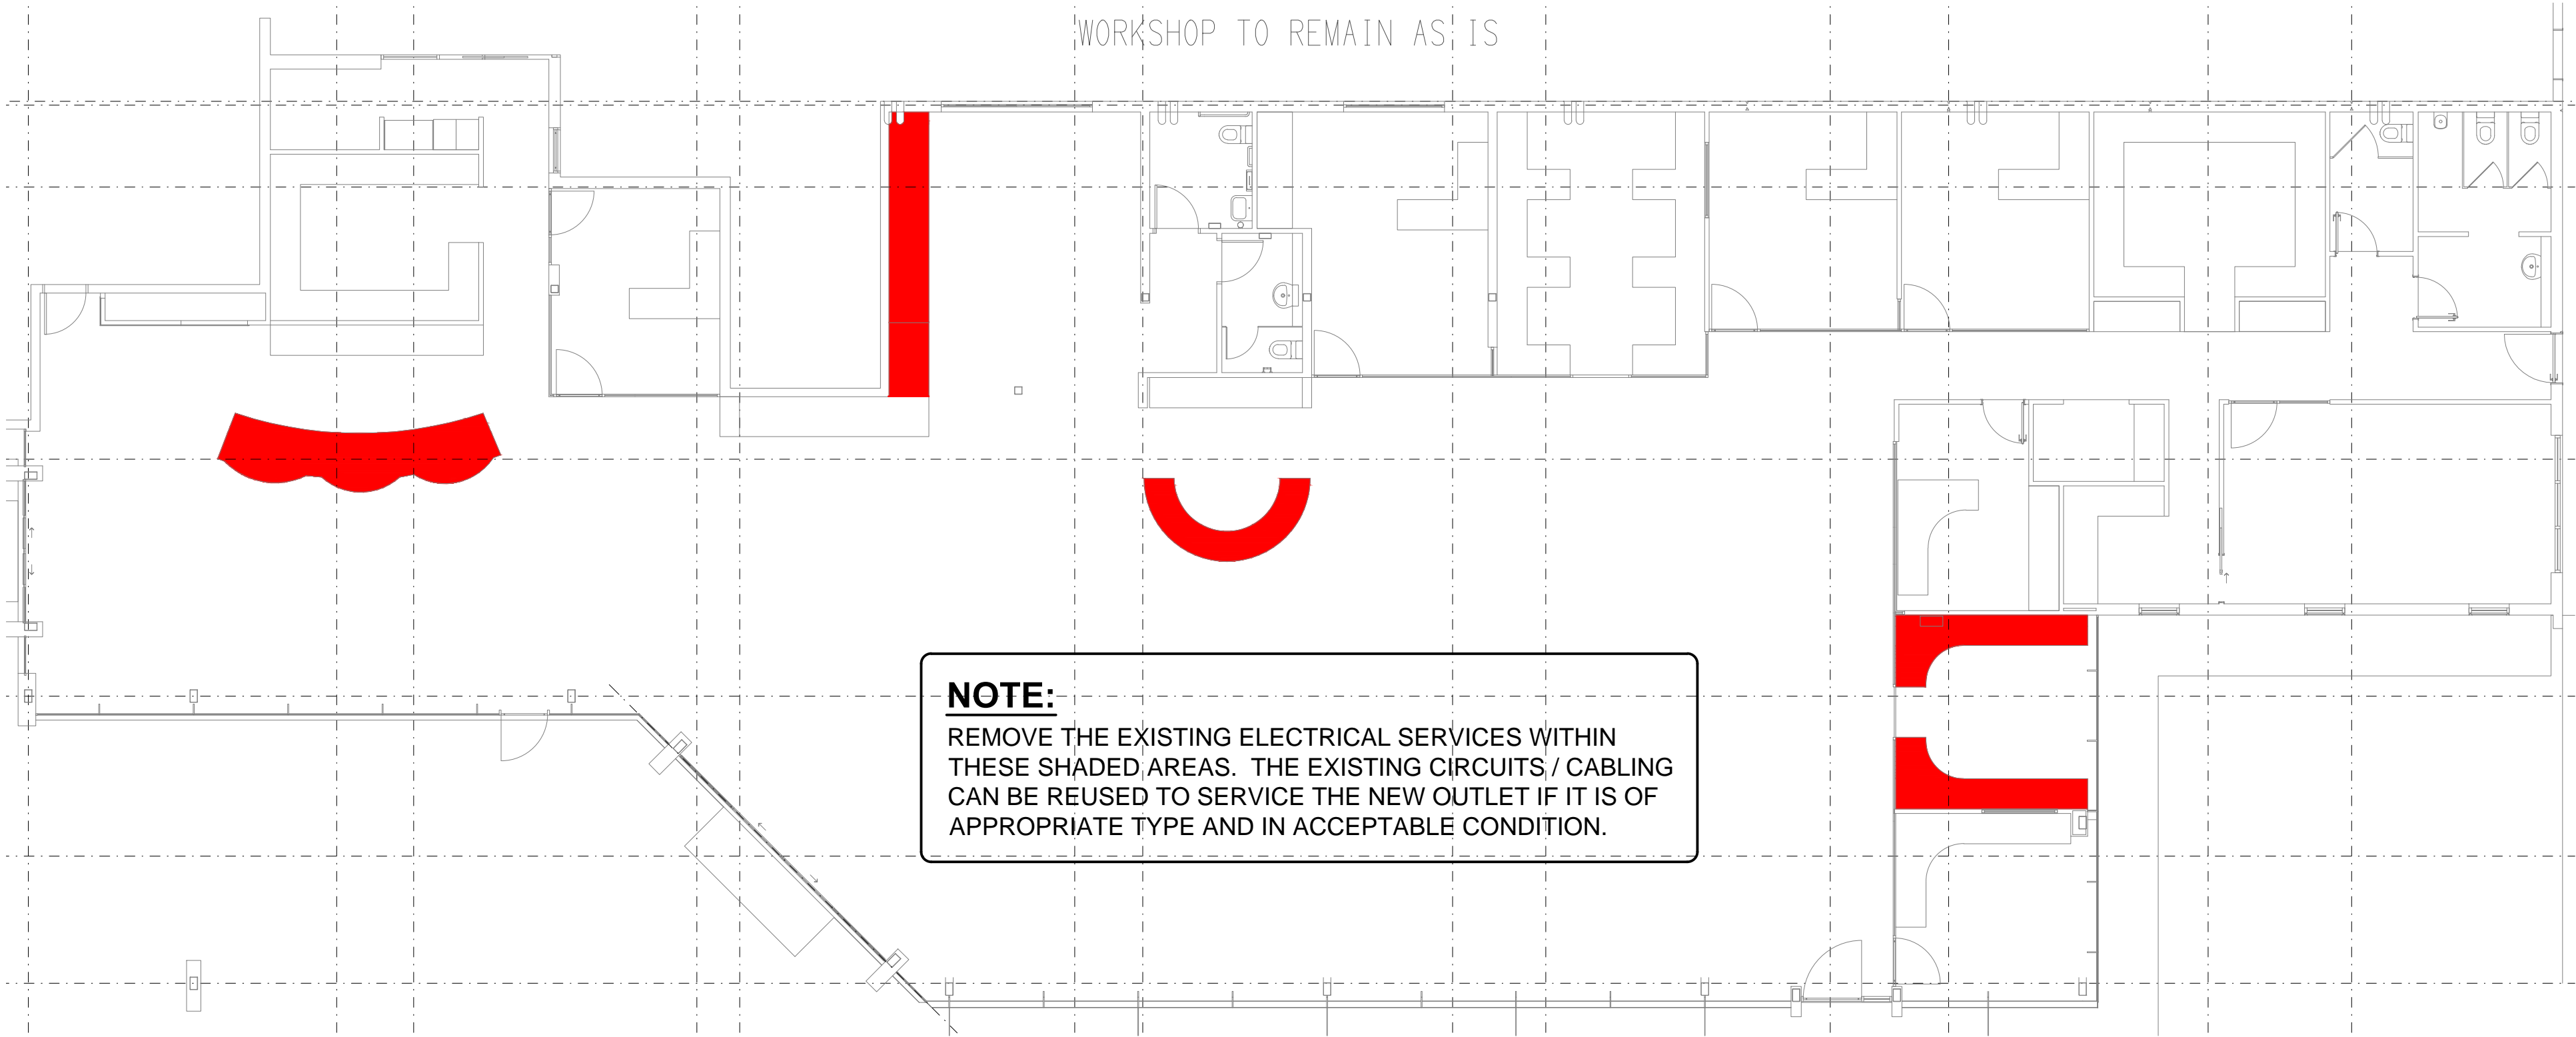 WORKSHOP TO REMAIN AS IS
NOTE:
REMOVE THE EXISTING ELECTRICAL SERVICES WITHIN
THESE SHADED AREAS.  THE EXISTING CIRCUITS / CABLING
CAN BE REUSED TO SERVICE THE NEW OUTLET IF IT IS OF
APPROPRIATE TYPE AND IN ACCEPTABLE CONDITION.